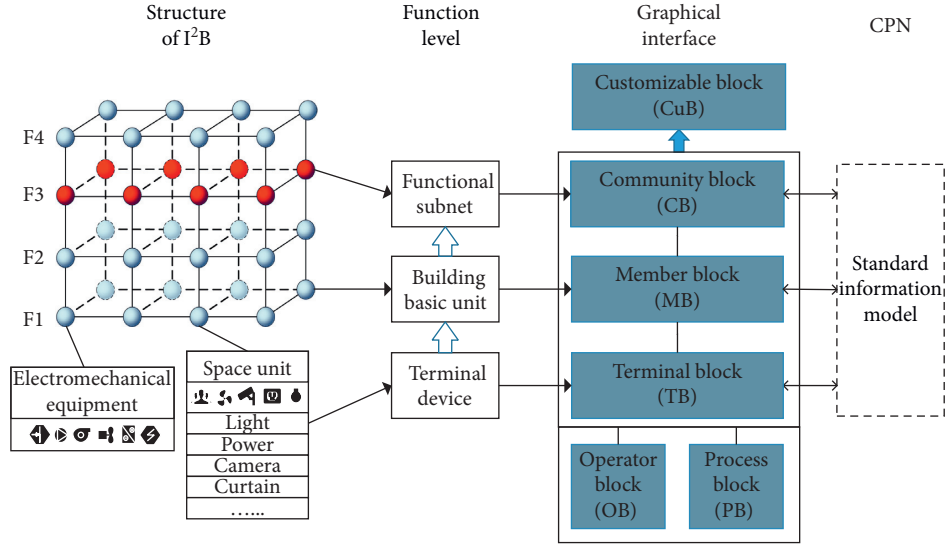 Structure
of I²B
Function
level
Graphical
interface
CPN
Customizable block
(CuB)
F4
F3
F2
F1
Functional
subnet
Community block
(CB)
Building
basic unit
Member block
(MB)
Standard
information
model
Terminal
device
Terminal block
(TB)
Electromechanical
equipment
Space unit
Light
Power
Camera
Curtain
......
Operator
block
(OB)
Process
block
(PB)